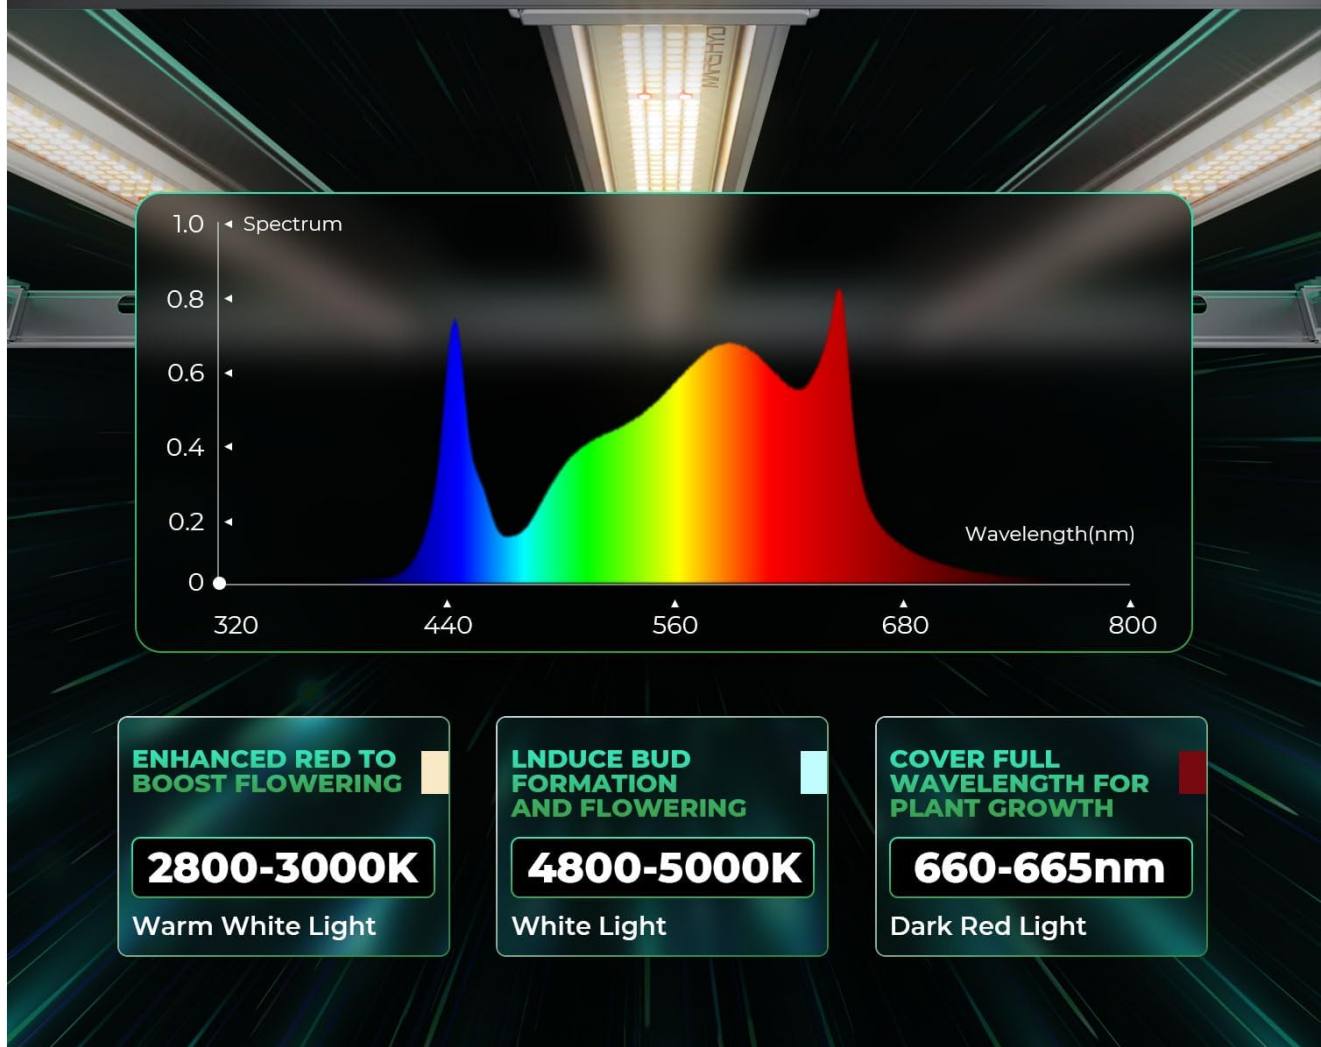 MARS HYDRO
1.0 Spectrum
0.8
0.6
0.4
0.2
Wavelength(nm)
0
320 440 560 680 800
ENHANCED RED TO
BOOST FLOWERING
2800-3000K
Warm White Light
LNDUCE BUD
FORMATION
AND FLOWERING
4800-5000K
White Light
COVER FULL
WAVELENGTH FOR
PLANT GROWTH
660-665nm
Dark Red Light